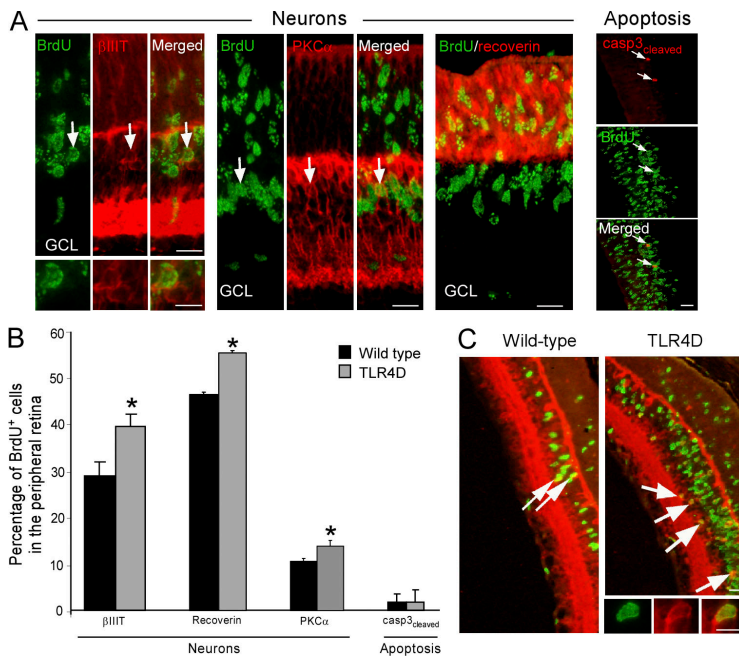 A
Neurons
Apoptosis
BrdU
βIIIT
Merged
GCL
BrdU
PKCα
Merged
GCL
BrdU/recoverin
GCL
casp3cleaved
BrdU
Merged
B
Percentage of BrdU+ cells
in the peripheral retina
60
50
40
30
20
10
0
*
*
*
Wild type
TLR4D
βIIIT
Recoverin
PKCα
casp3cleaved
Neurons
Apoptosis
C
Wild-type
TLR4D